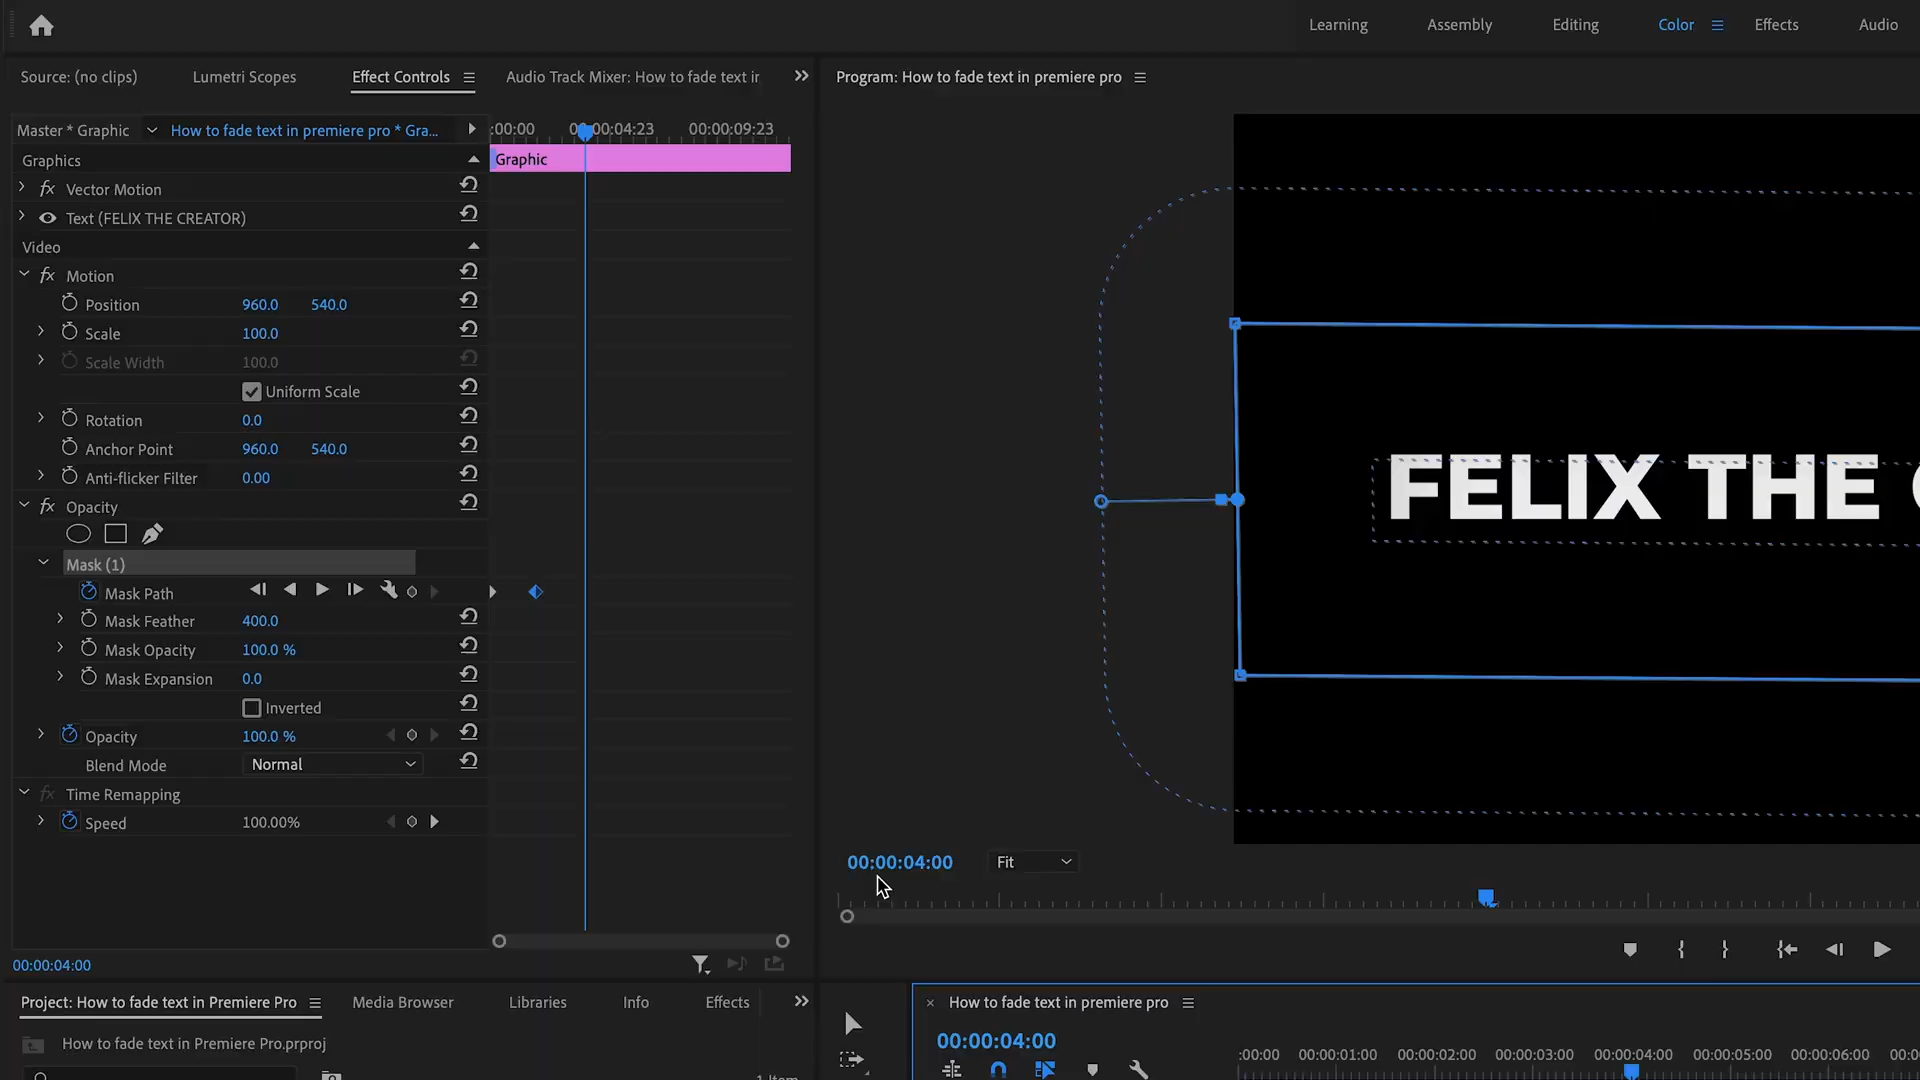 Learning Assembly Editing Color Effects Audio
Source: (no clips) Lumetri Scopes Effect Controls Audio Track Mixer: How to fade text ir
Program: How to fade text in premiere pro
Master * Graphic How to fade text in premiere pro * Gra...
:00:00 00:00:04:23 00:00:09:23
Graphics
Graphic
fx Vector Motion
Text (FELIX THE CREATOR)
Video
fx Motion
Position 960.0 540.0
Scale 100.0
Scale Width 100.0
Uniform Scale
Rotation 0.0
Anchor Point 960.0 540.0
Anti-flicker Filter 0.00
fx Opacity
Mask (1)
Mask Path
Mask Feather 400.0
Mask Opacity 100.0 %
Mask Expansion 0.0
Inverted
Opacity 100.0 %
Blend Mode Normal
fx Time Remapping
Speed 100.00%
00:00:04:00
FELIX THE
00:00:04:00 Fit
Project: How to fade text in Premiere Pro Media Browser Libraries Info Effects
How to fade text in Premiere Pro.prproj
1 Item
How to fade text in premiere pro
00:00:04:00
:00:00 00:00:01:00 00:00:02:00 00:00:03:00 00:00:04:00 00:00:05:00 00:00:06:00 00:0